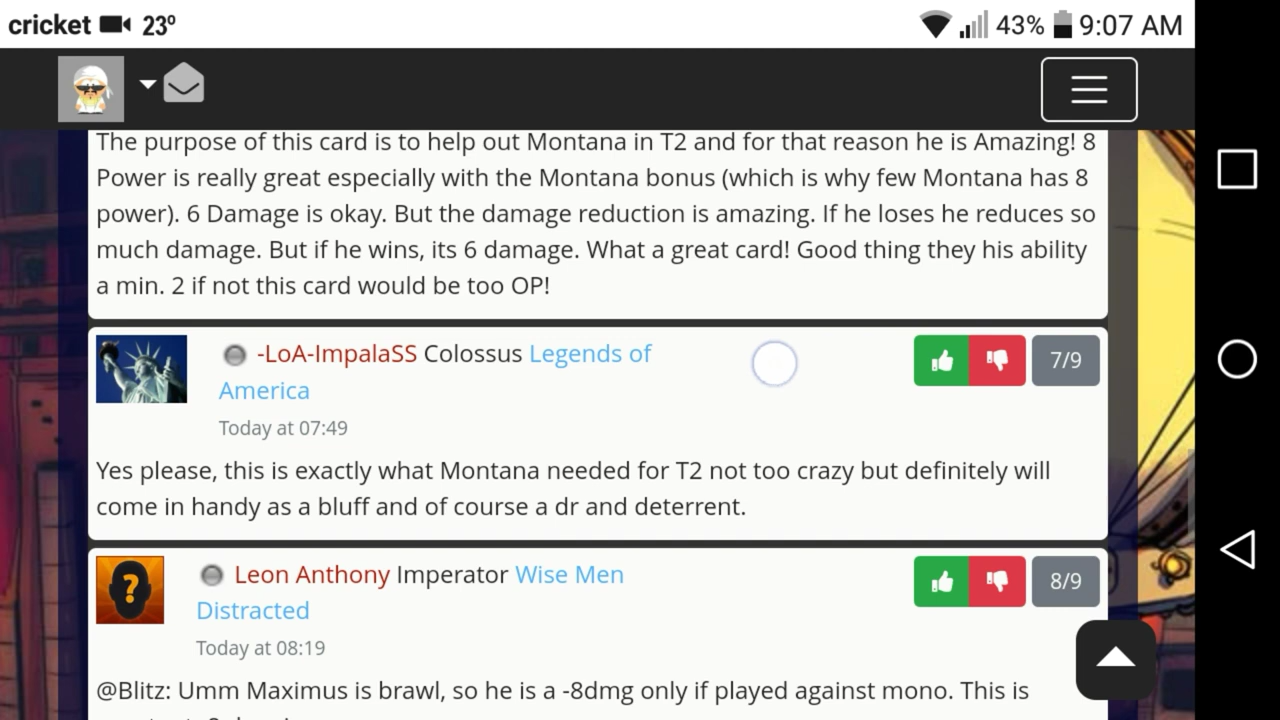 cricket 23º 43% 9:07 AM
The purpose of this card is to help out Montana in T2 and for that reason he is Amazing! 8
Power is really great especially with the Montana bonus (which is why few Montana has 8
power). 6 Damage is okay. But the damage reduction is amazing. If he loses he reduces so
much damage. But if he wins, its 6 damage. What a great card! Good thing they his ability
a min. 2 if not this card would be too OP!
-LoA-ImpalaSS Colossus Legends of
America
7/9
Today at 07:49
Yes please, this is exactly what Montana needed for T2 not too crazy but definitely will
come in handy as a bluff and of course a dr and deterrent.
?
Leon Anthony Imperator Wise Men
Distracted
8/9
Today at 08:19
@Blitz: Umm Maximus is brawl, so he is a -8dmg only if played against mono. This is